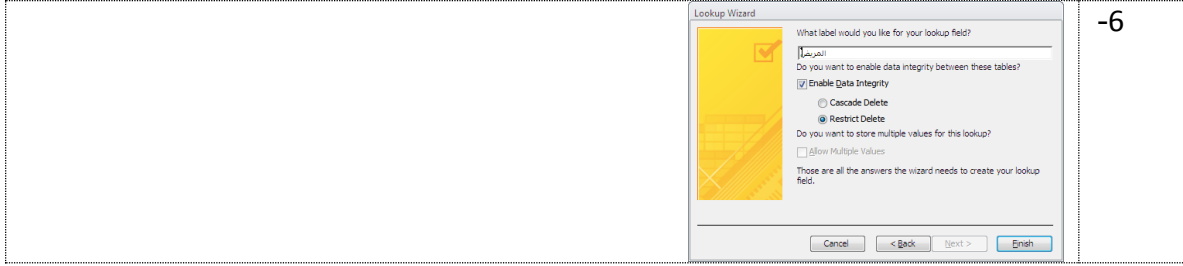 -6
Lookup Wizard
What label would you like for your lookup field?
المريض
Do you want to enable data integrity between these tables?
Enable Data Integrity
Cascade Delete
Restrict Delete
Do you want to store multiple values for this lookup?
Allow Multiple Values
Those are all the answers the wizard needs to create your lookup
field.
Cancel
< Back
Next >
Finish